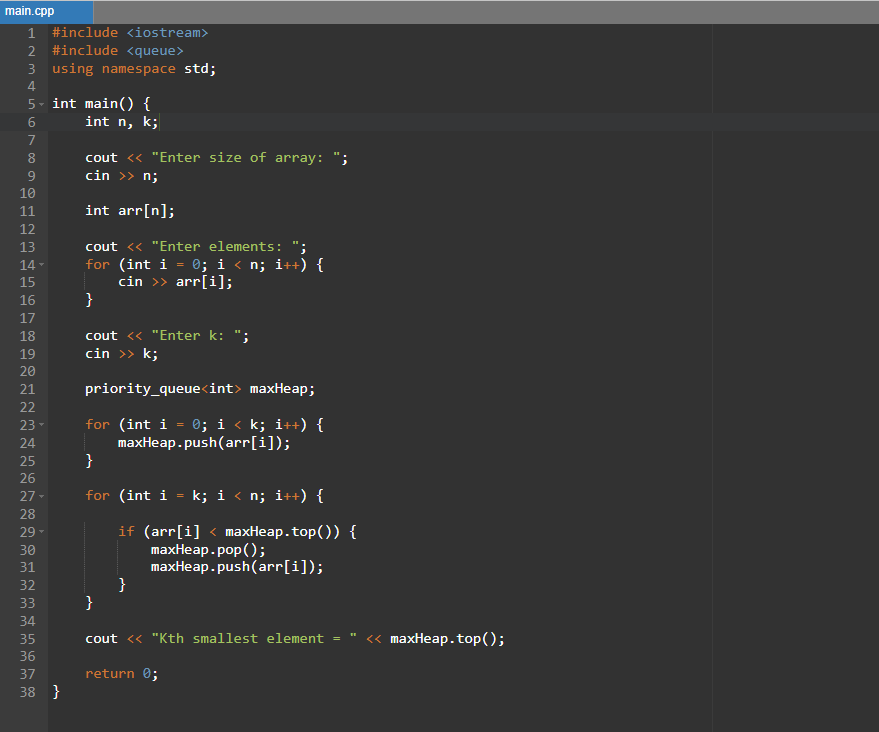 main.cpp
1 #include <iostream>
2 #include <queue>
3 using namespace std;
4
5 int main() {
6     int n, k;
7
8     cout << "Enter size of array: ";
9     cin >> n;
10
11     int arr[n];
12
13     cout << "Enter elements: ";
14     for (int i = 0; i < n; i++) {
15         cin >> arr[i];
16     }
17
18     cout << "Enter k: ";
19     cin >> k;
20
21     priority_queue<int> maxHeap;
22
23     for (int i = 0; i < k; i++) {
24         maxHeap.push(arr[i]);
25     }
26
27     for (int i = k; i < n; i++) {
28
29         if (arr[i] < maxHeap.top()) {
30             maxHeap.pop();
31             maxHeap.push(arr[i]);
32         }
33     }
34
35     cout << "Kth smallest element = " << maxHeap.top();
36
37     return 0;
38 }